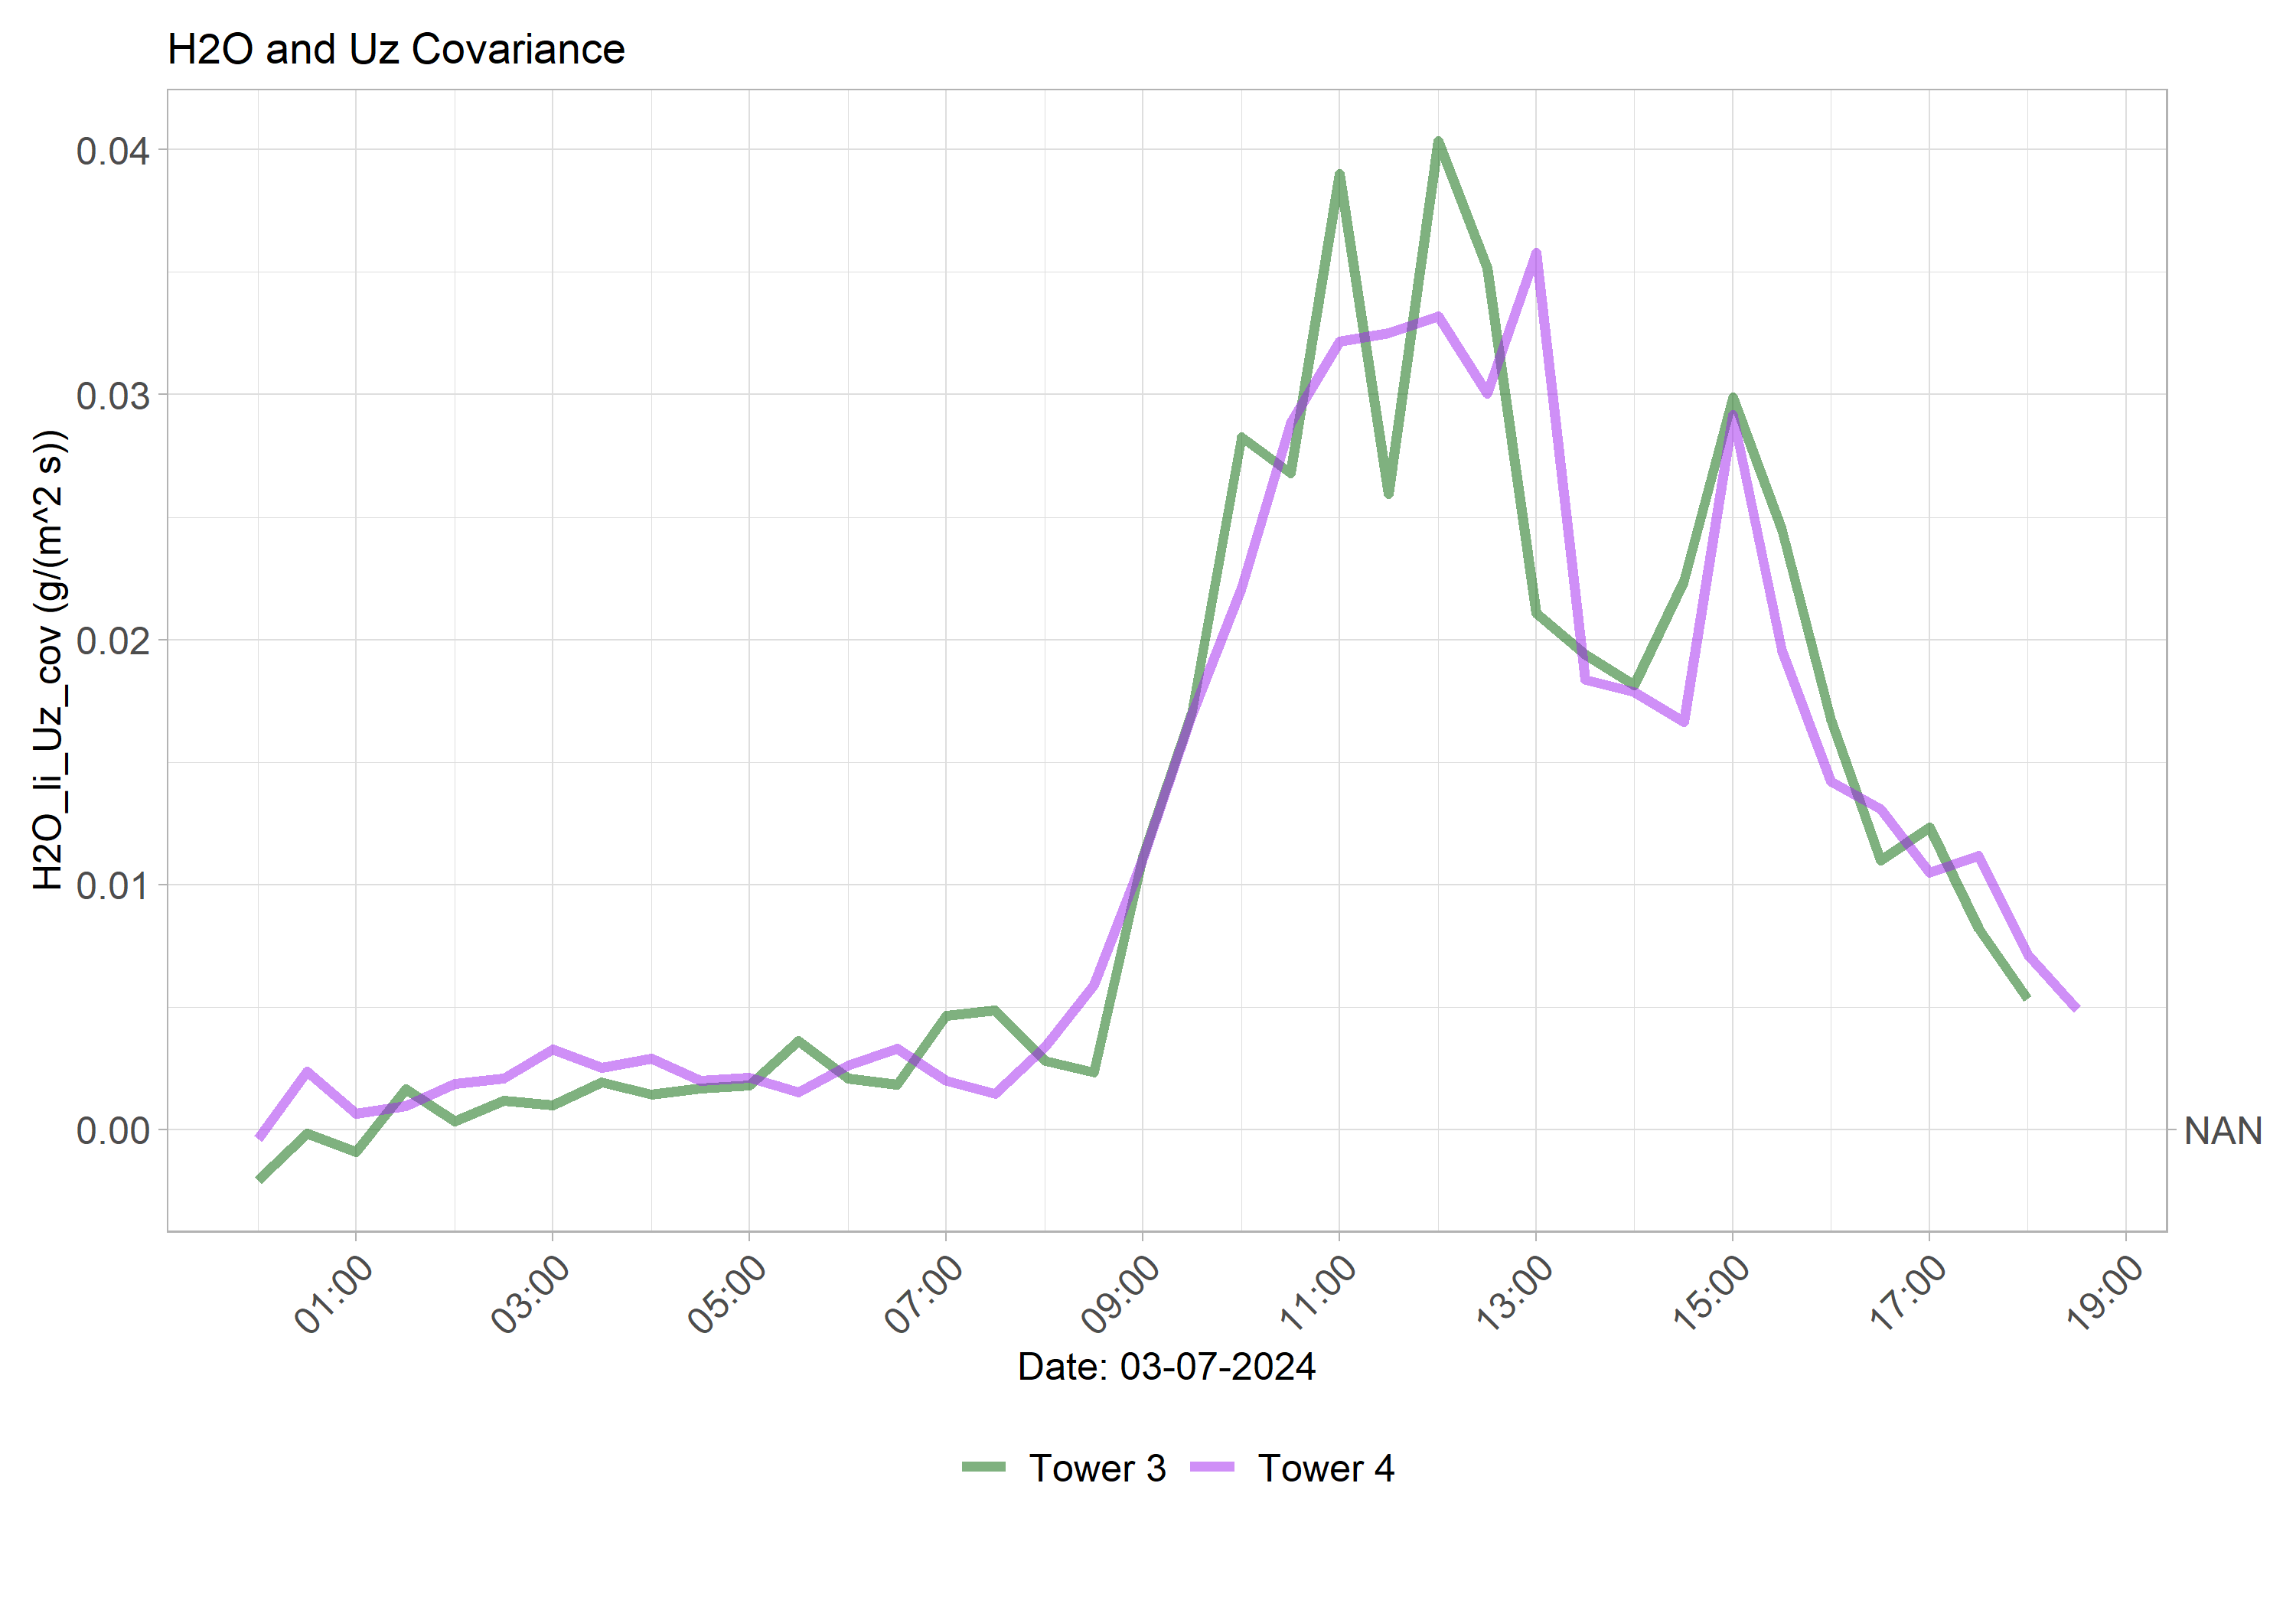 H2O and Uz Covariance
H2O_li_Uz_cov (g/(m^2 s))
0.04
0.03
0.02
0.01
0.00
NAN
01:00
03:00
05:00
07:00
09:00
11:00
13:00
15:00
17:00
19:00
Date: 03-07-2024
Tower 3
Tower 4